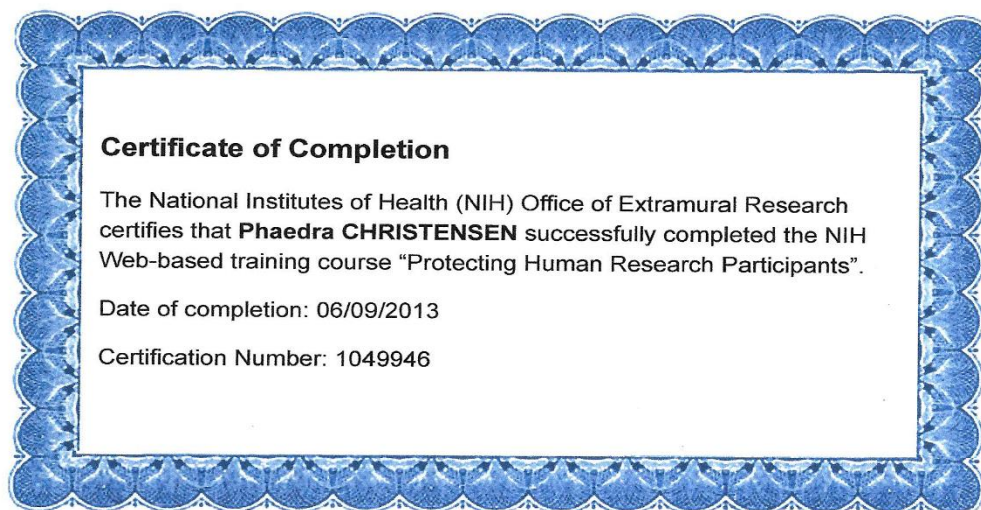 Certificate of Completion
The National Institutes of Health (NIH) Office of Extramural Research
certifies that Phaedra CHRISTENSEN successfully completed the NIH
Web-based training course “Protecting Human Research Participants”.
Date of completion: 06/09/2013
Certification Number: 1049946